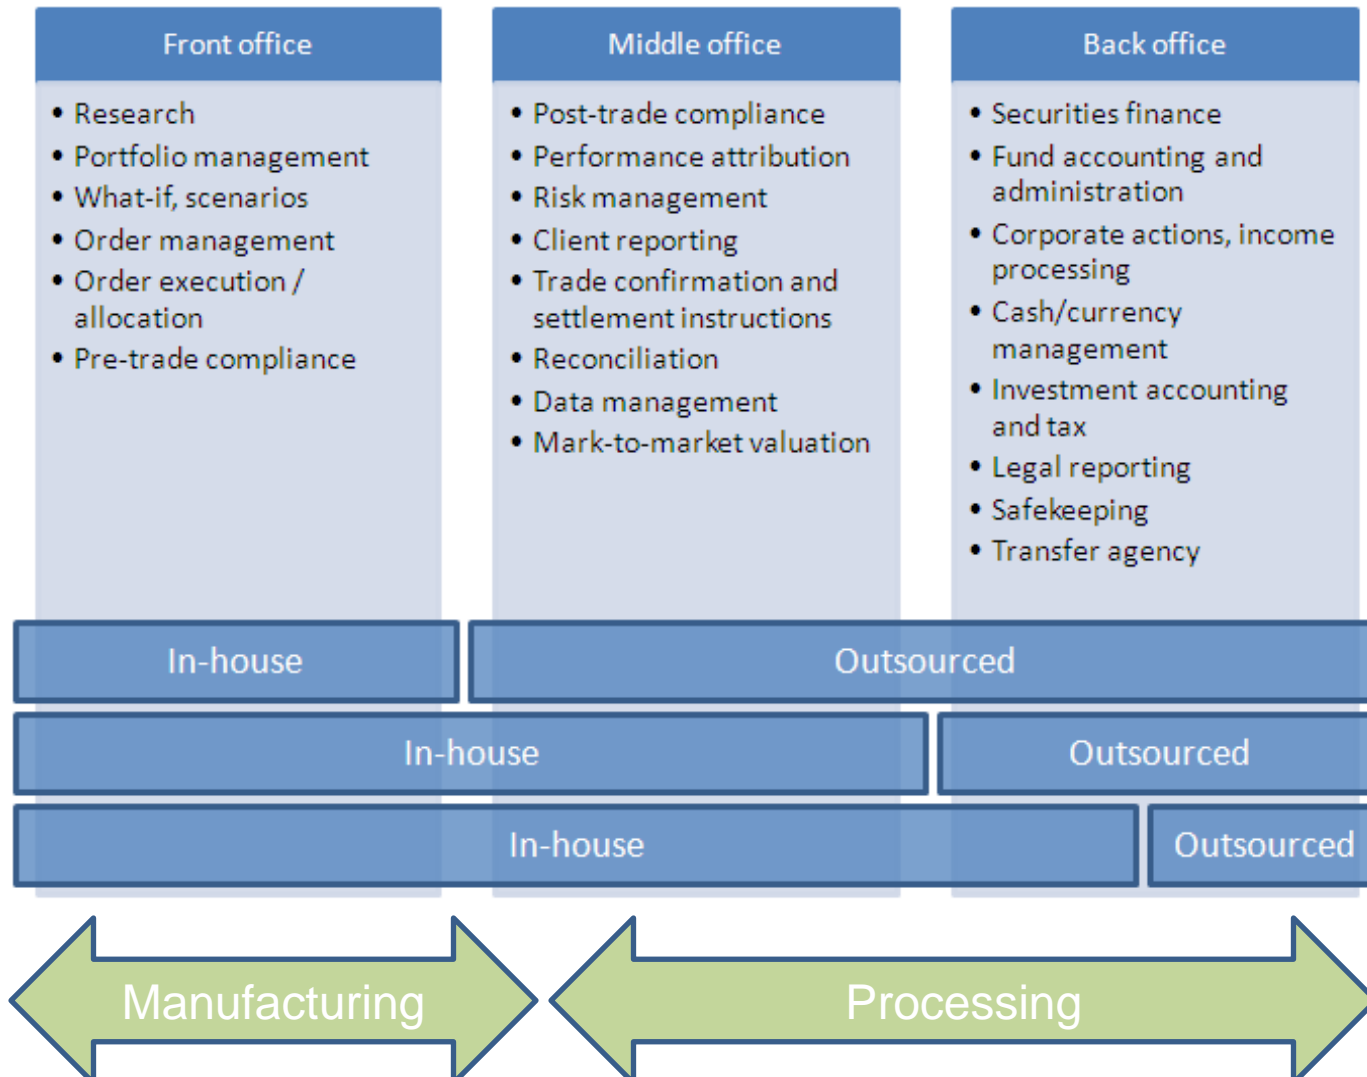 Front office
• Research
• Portfolio management
• What-if, scenarios
• Order management
• Order execution /
allocation
• Pre-trade compliance
Middle office
• Post-trade compliance
• Performance attribution
• Risk management
• Client reporting
• Trade confirmation and
settlement instructions
• Reconciliation
• Data management
• Mark-to-market valuation
Back office
• Securities finance
• Fund accounting and
administration
• Corporate actions, income
processing
• Cash/currency
management
• Investment accounting
and tax
• Legal reporting
• Safekeeping
• Transfer agency
In-house
Outsourced
In-house
Outsourced
In-house
Outsourced
Manufacturing
Processing